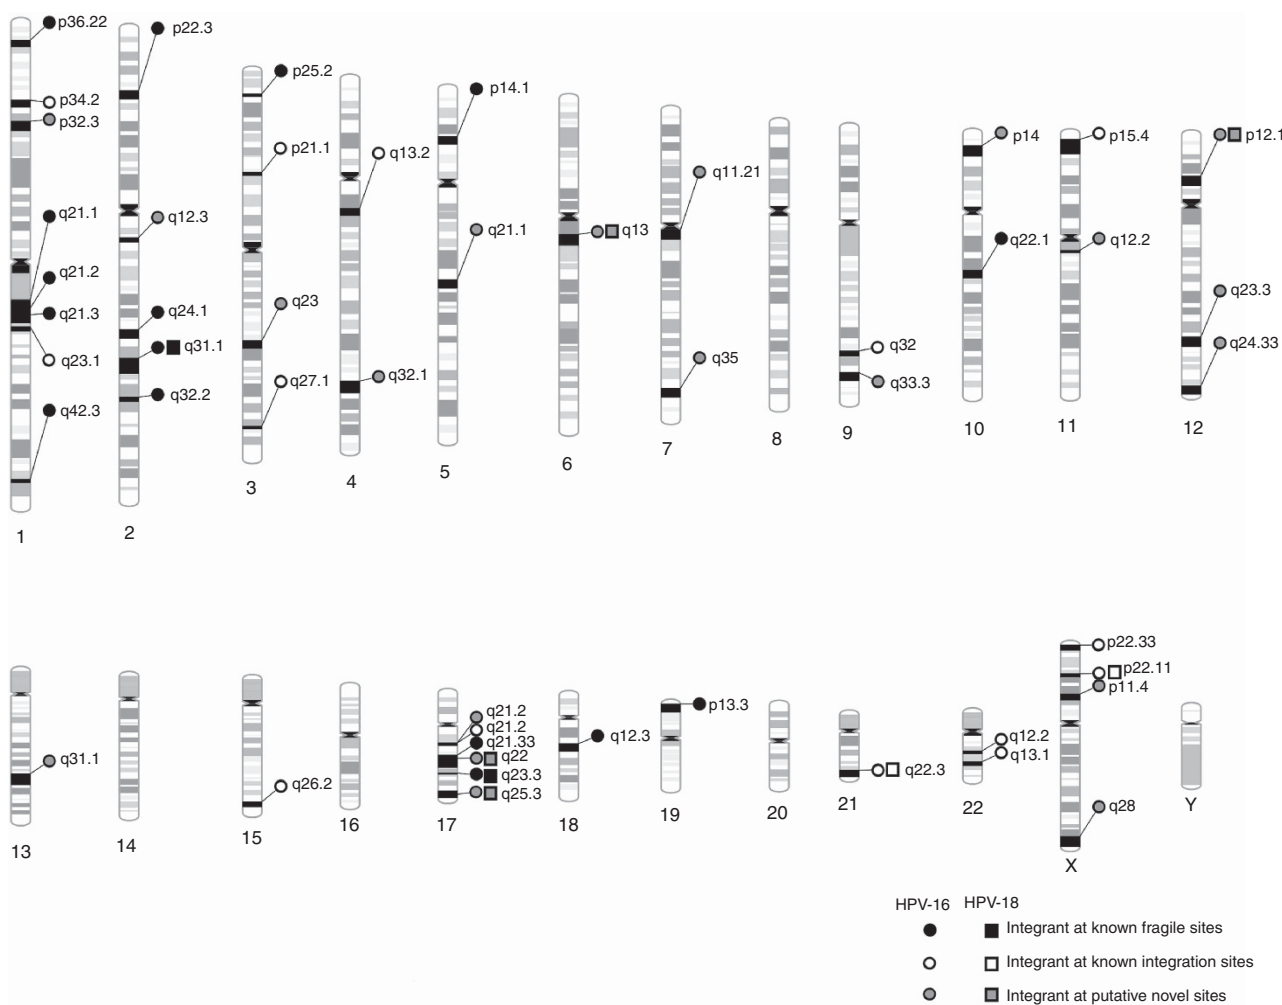 p36.22
p34.2
p32.3
q21.1
q21.2
q21.3
q23.1
q42.3
1
p22.3
q12.3
q24.1
q31.1
q32.2
2
p25.2
p21.1
q23
q27.1
3
q13.2
q32.1
4
p14.1
q21.1
5
q13
6
q11.21
q35
7
8
q32
q33.3
9
p14
q22.1
10
p15.4
q12.2
11
p12.1
q23.3
q24.33
12
q31.1
13
14
q26.2
15
16
q21.2
q21.2
q21.33
q22
q23.3
q25.3
17
q12.3
18
p13.3
19
20
q22.3
21
q12.2
q13.1
22
p22.33
p22.11
p11.4
q28
X
Y
HPV-16 HPV-18
Integrant at known fragile sites
Integrant at known integration sites
Integrant at putative novel sites